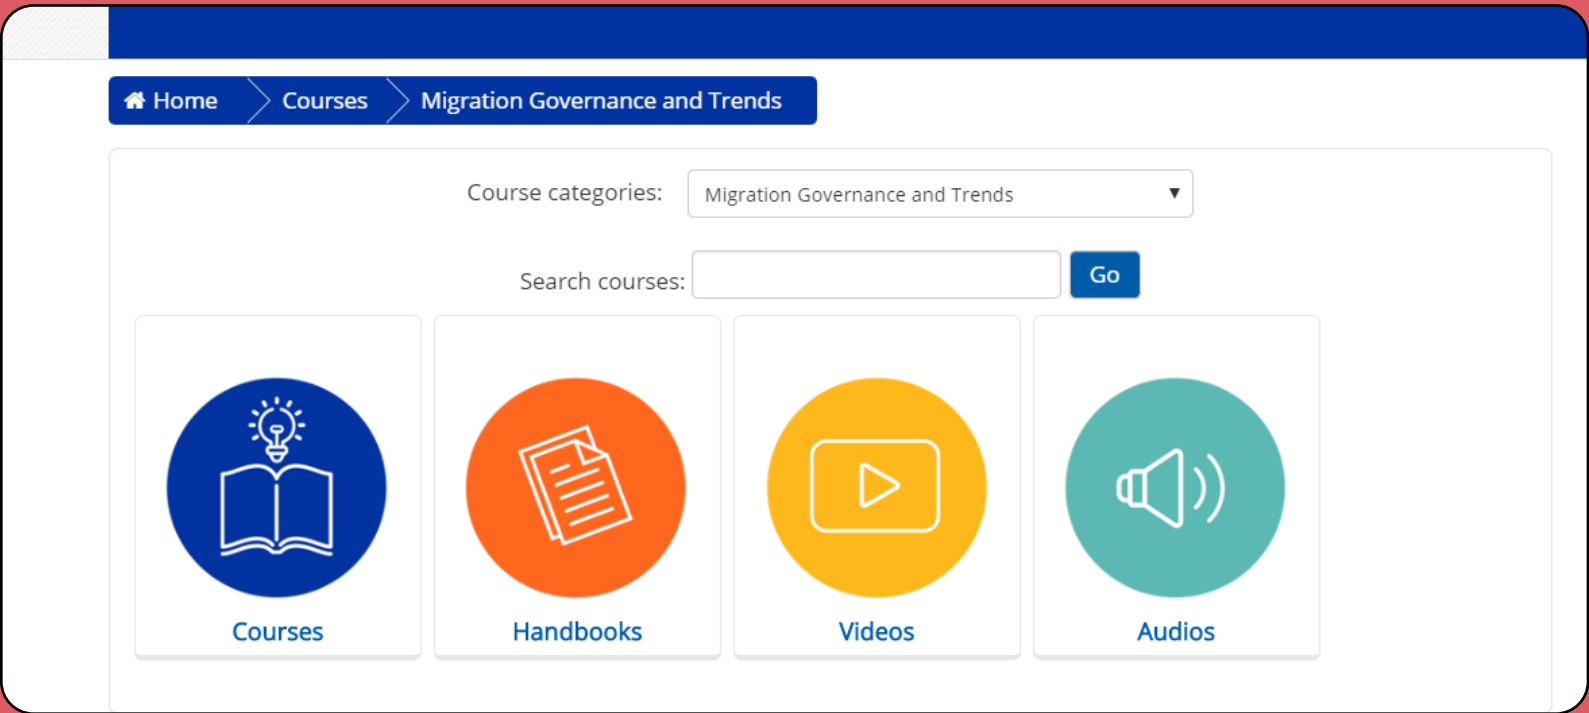 Home Courses Migration Governance and Trends
Course categories: Migration Governance and Trends
Search courses: Go
Courses Handbooks Videos Audios